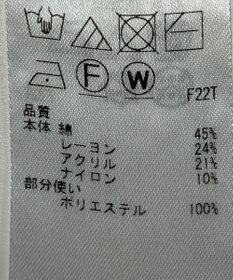 F W
F22T
品質
本体 綿 45%
レーヨン 24%
アクリル 21%
ナイロン 10%
部分使い
ポリエステル 100%